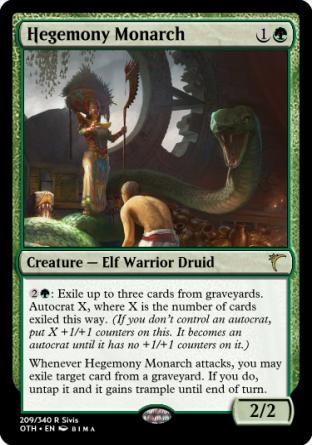 Hegemony Monarch 1
Creature — Elf Warrior Druid
2: Exile up to three cards from graveyards.
Autocrat X, where X is the number of cards
exiled this way. (If you don't control an autocrat,
put X +1/+1 counters on this. It becomes an
autocrat until it has no +1/+1 counters on it.)
Whenever Hegemony Monarch attacks, you may
exile target card from a graveyard. If you do,
untap it and it gains trample until end of turn.
209/340 R Sivis
OTH • EN BIMA
2/2